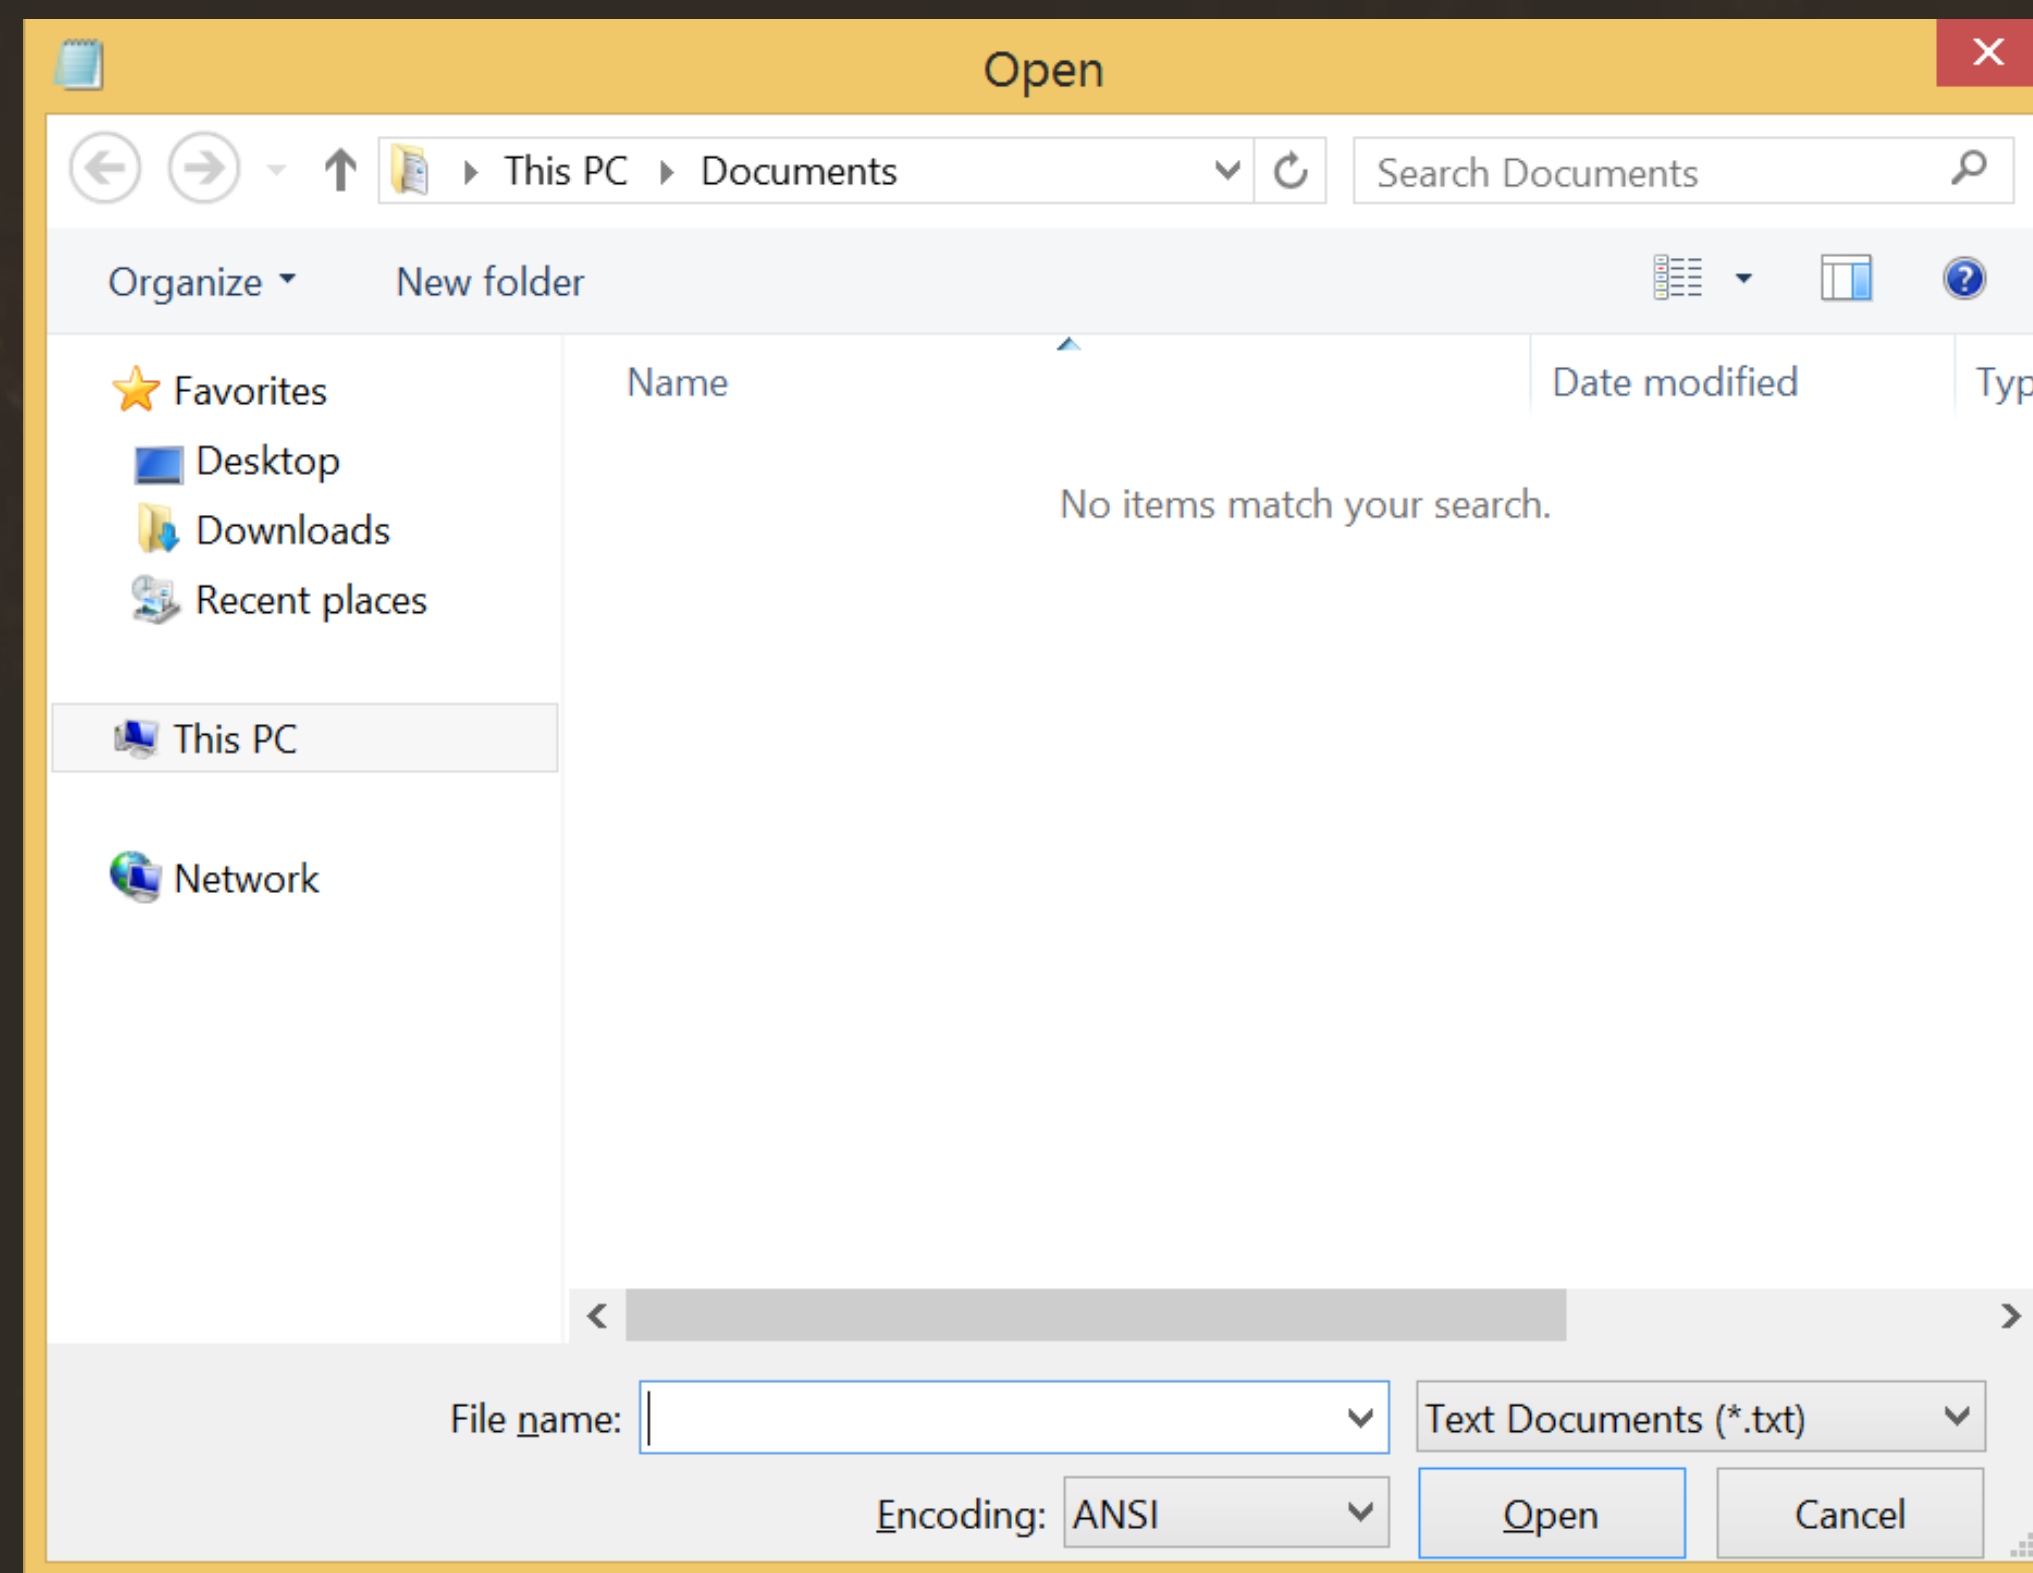 Open
This PC Documents
Search Documents
Organize New folder
Name Date modified Typ
Favorites
Desktop
Downloads
Recent places
This PC
Network
No items match your search.
File name: Text Documents (*.txt)
Encoding: ANSI Open Cancel